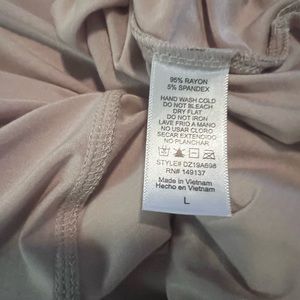 95% RAYON
5% SPANDEX
HAND WASH COLD
DO NOT BLEACH
DRY FLAT
DO NOT IRON
LAVE FRIO A MANO
NO USAR CLORO
SECAR EXTENDIDO
NO PLANCHAR
STYLE# DZ19A698
RN# 149137
Made in Vietnam
Hecho en Vietnam
L